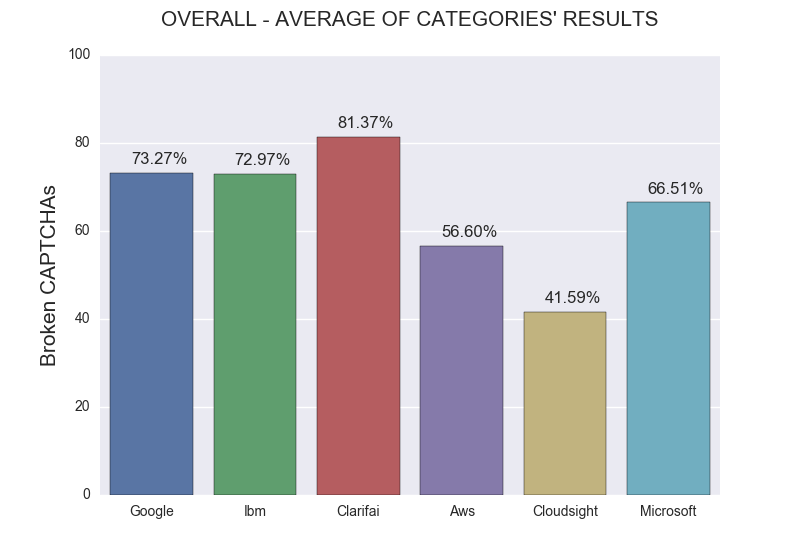 OVERALL - AVERAGE OF CATEGORIES' RESULTS
Broken CAPTCHAs
100
80
60
40
20
0
73.27%
72.97%
81.37%
56.60%
41.59%
66.51%
Google
Ibm
Clarifai
Aws
Cloudsight
Microsoft